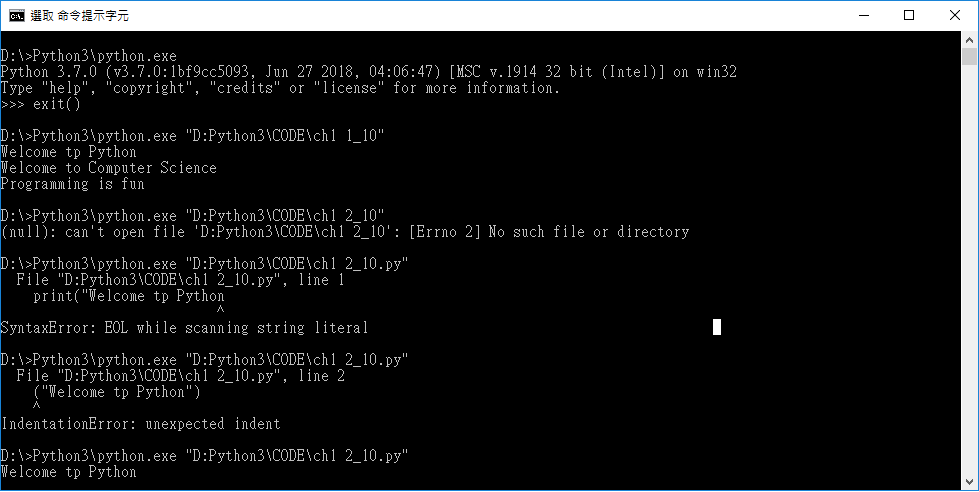 選取 命令提示字元
D:\>Python3\python.exe
Python 3.7.0 (v3.7.0:1bf9cc5093, Jun 27 2018, 04:06:47) [MSC v.1914 32 bit (Intel)] on win32
Type "help", "copyright", "credits" or "license" for more information.
>>> exit()
D:\>Python3\python.exe "D:Python3\CODE\ch1 1_10"
Welcome tp Python
Welcome to Computer Science
Programming is fun
D:\>Python3\python.exe "D:Python3\CODE\ch1 2_10"
(null): can't open file 'D:Python3\CODE\ch1 2_10': [Errno 2] No such file or directory
D:\>Python3\python.exe "D:Python3\CODE\ch1 2_10.py"
  File "D:Python3\CODE\ch1 2_10.py", line 1
    print("Welcome tp Python
                           ^
SyntaxError: EOL while scanning string literal
D:\>Python3\python.exe "D:Python3\CODE\ch1 2_10.py"
  File "D:Python3\CODE\ch1 2_10.py", line 2
    ("Welcome tp Python")
    ^
IndentationError: unexpected indent
D:\>Python3\python.exe "D:Python3\CODE\ch1 2_10.py"
Welcome tp Python